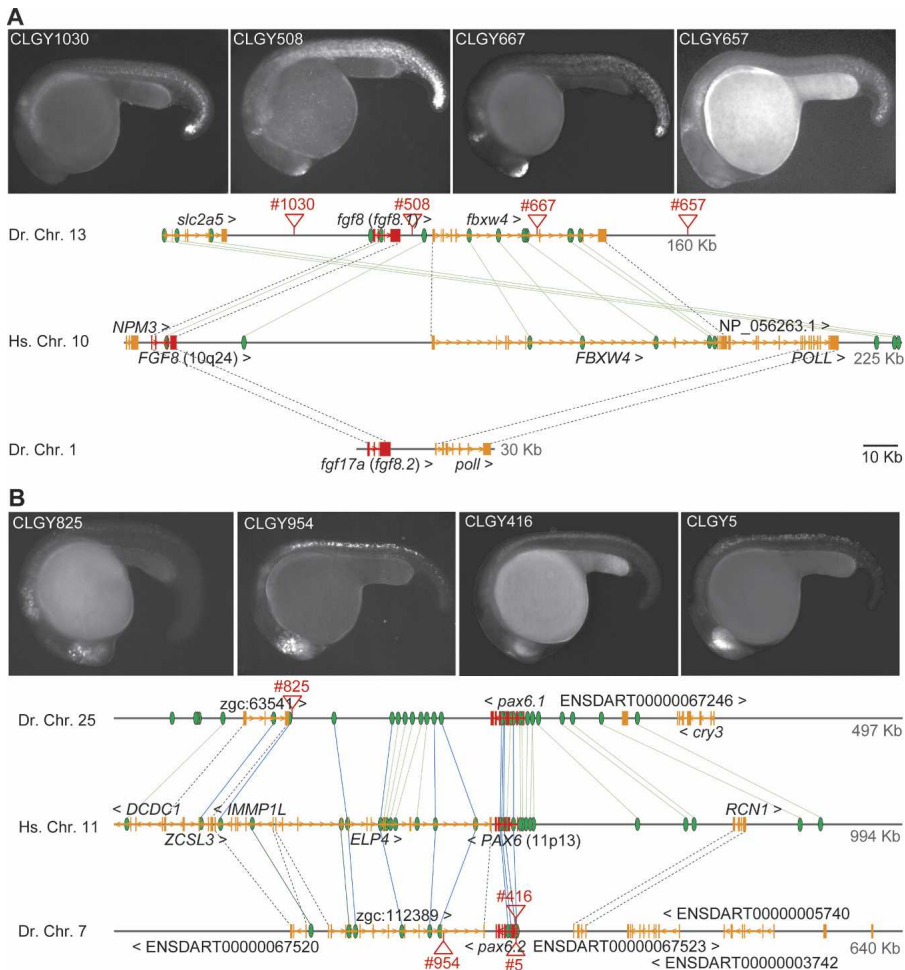 A
CLGY1030 CLGY508 CLGY667 CLGY657
#1030 #508 #667 #657
slc2a5 > fgf8 (fgf8.1) > fbxw4 >
Dr. Chr. 13 160 Kb
NPM3 > NP_056263.1 >
Hs. Chr. 10
FGF8 (10q24) FBXW4 > POLL > 225 Kb
Dr. Chr. 1 30 Kb
fgf17a (fgf8.2) > poll > 10 Kb
B
CLGY825 CLGY954 CLGY416 CLGY5
#825
zgc:63541 > < pax6.1 ENSDART00000067246 >
Dr. Chr. 25
< cry3 497 Kb
< DCDC1 < IMMP1L RCN1 >
Hs. Chr. 11
ZCSL3 > ELP4 > < PAX6 (11p13) 994 Kb
#416
zgc:112389 > < ENSDART00000005740
Dr. Chr. 7
< ENSDART00000067520 < pax6.2 ENSDART00000067523 > 640 Kb
#954 #5 < ENSDART00000003742